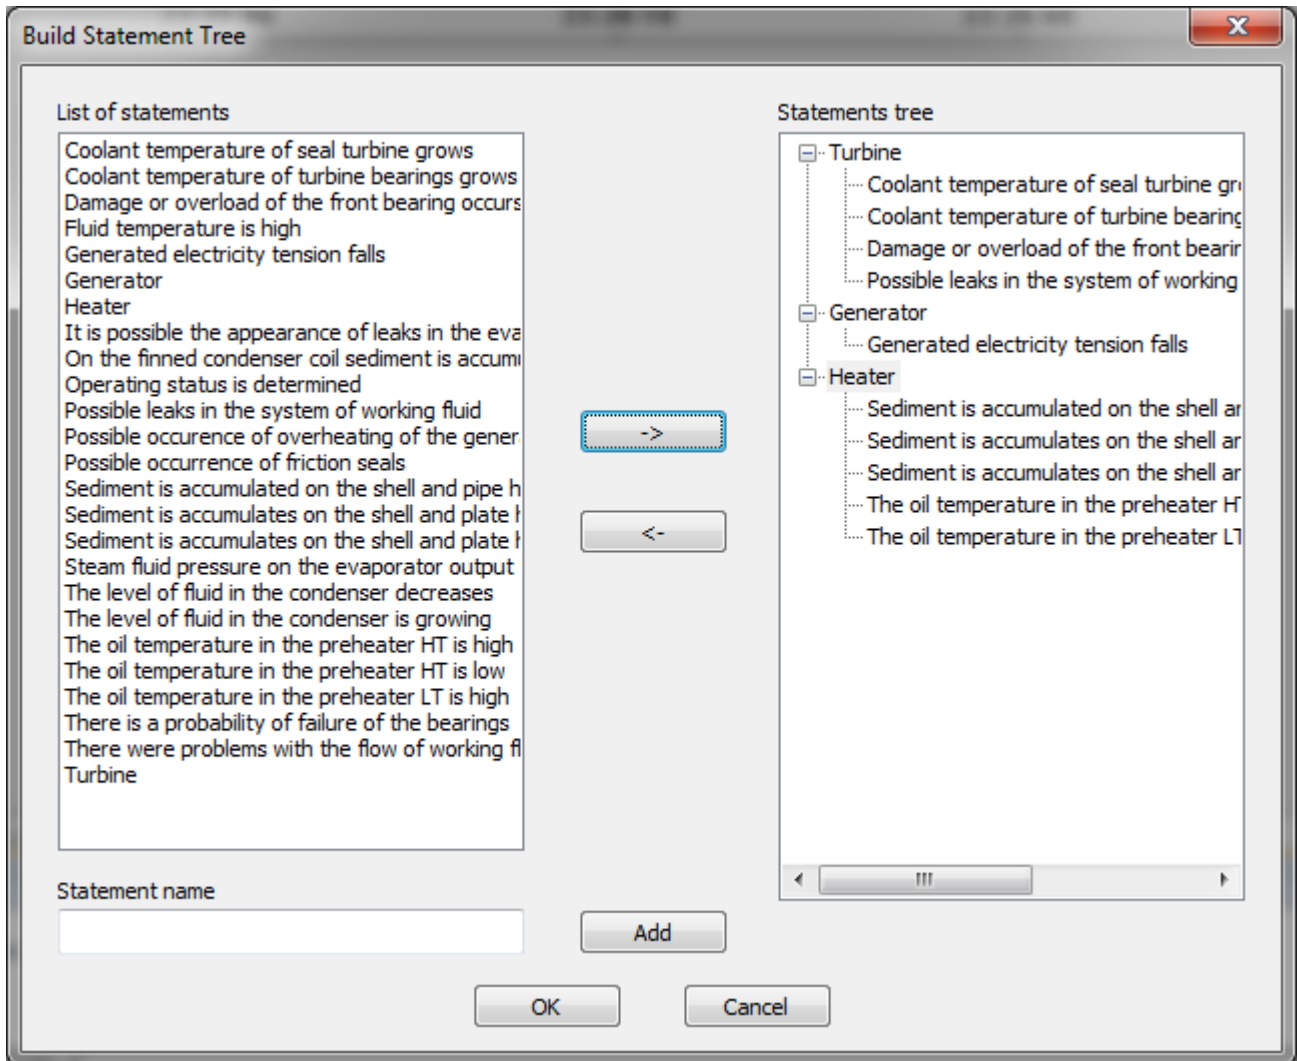 Build Statement Tree
List of statements
Coolant temperature of seal turbine grows
Coolant temperature of turbine bearings grows
Damage or overload of the front bearing occurs
Fluid temperature is high
Generated electricity tension falls
Generator
Heater
It is possible the appearance of leaks in the eva
On the finned condenser coil sediment is accum
Operating status is determined
Possible leaks in the system of working fluid
Possible occurence of overheating of the gener
Possible occurrence of friction seals
Sediment is accumulated on the shell and pipe h
Sediment is accumulates on the shell and plate h
Sediment is accumulates on the shell and plate h
Steam fluid pressure on the evaporator output
The level of fluid in the condenser decreases
The level of fluid in the condenser is growing
The oil temperature in the preheater HT is high
The oil temperature in the preheater HT is low
The oil temperature in the preheater LT is high
There is a probability of failure of the bearings
There were problems with the flow of working fl
Turbine
Statement name
->
<-
Add
OK
Cancel
Statements tree
Turbine
Coolant temperature of seal turbine gr
Coolant temperature of turbine bearing
Damage or overload of the front bearin
Possible leaks in the system of working
Generator
Generated electricity tension falls
Heater
Sediment is accumulated on the shell ar
Sediment is accumulates on the shell ar
Sediment is accumulates on the shell ar
The oil temperature in the preheater HT
The oil temperature in the preheater LT